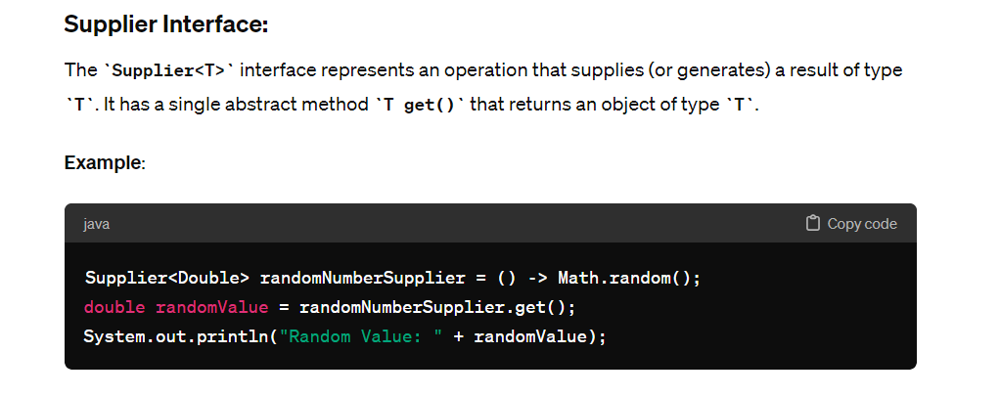 Supplier Interface:
The `Supplier<T>` interface represents an operation that supplies (or generates) a result of type
`T`. It has a single abstract method `T get()` that returns an object of type `T`.
Example:
java
Copy code
Supplier<Double> randomNumberSupplier = () -> Math.random();
double randomValue = randomNumberSupplier.get();
System.out.println("Random Value: " + randomValue);